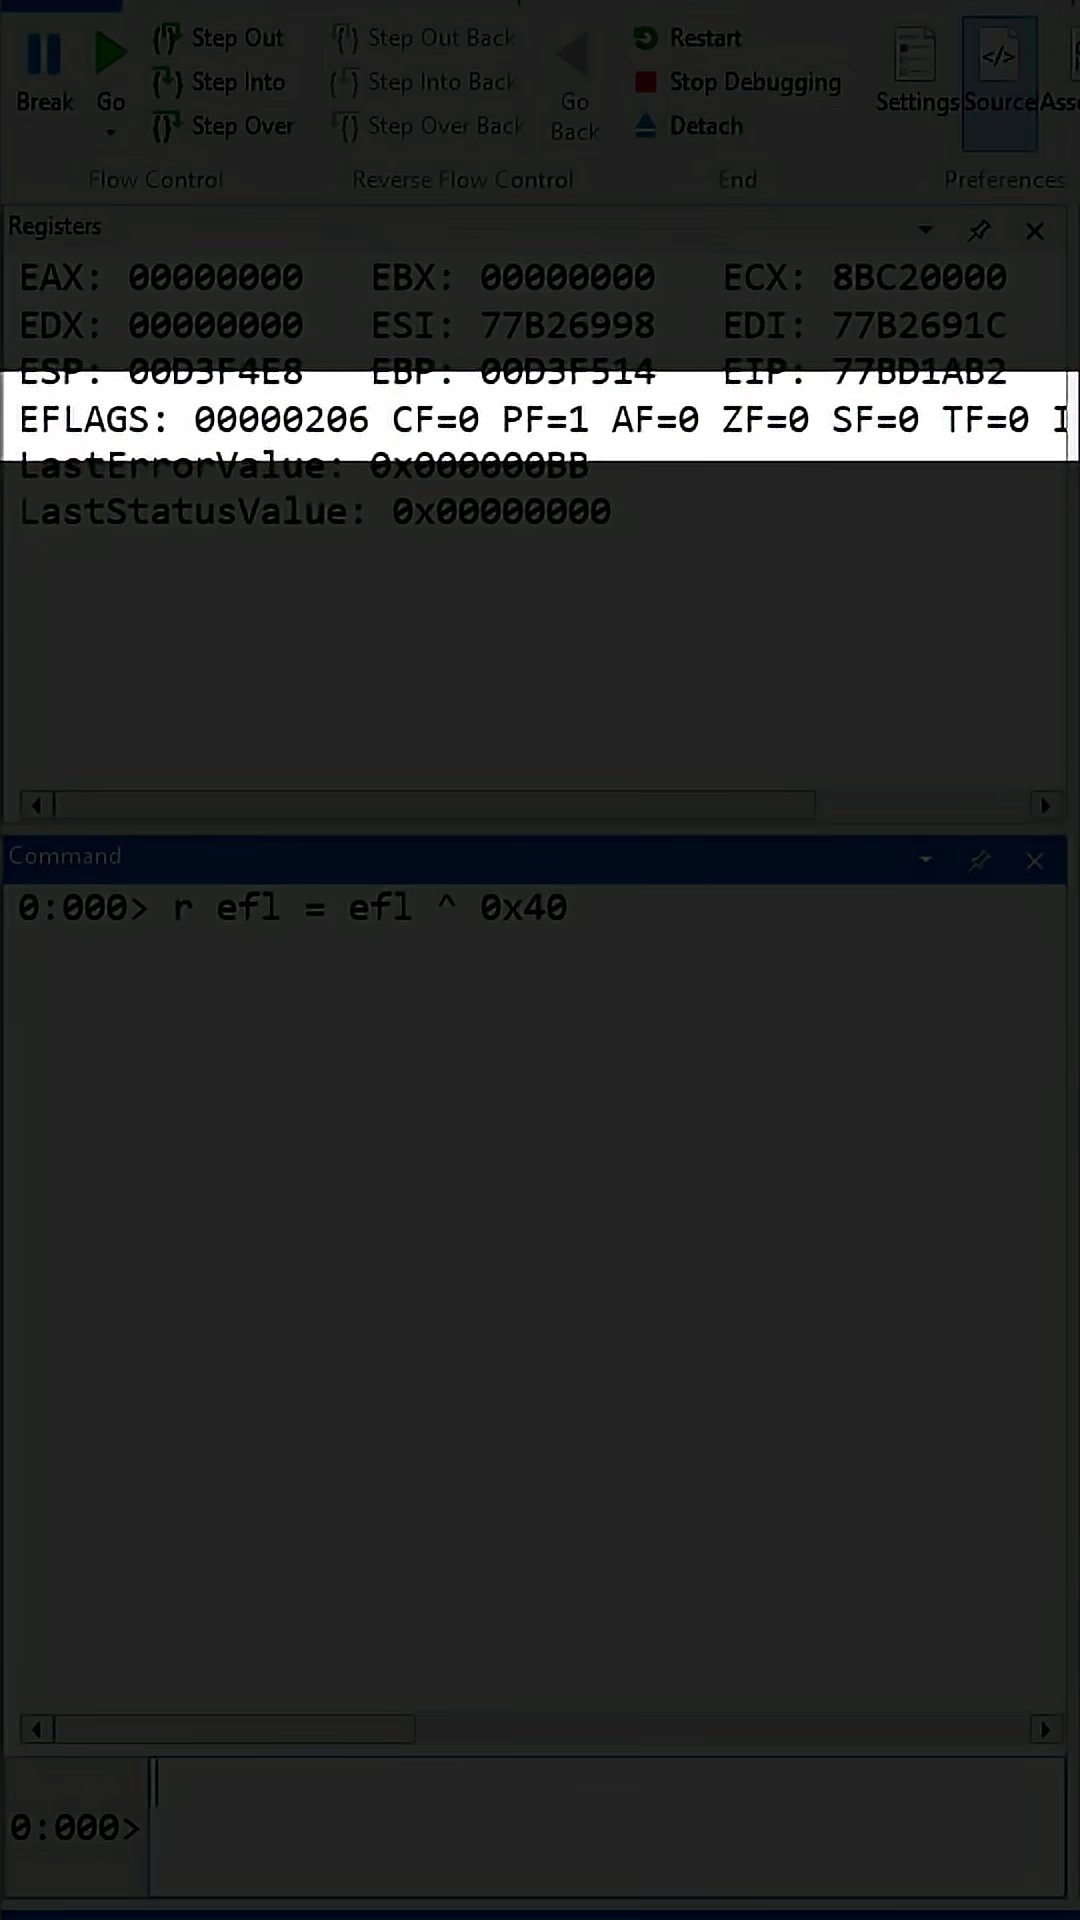 Break Go Step Out Step Into Step Over Step Out Back Step Into Back Step Over Back Go Back Restart Stop Debugging Detach Settings Source
Flow Control Reverse Flow Control End Preferences
Registers
EAX: 00000000 EBX: 00000000 ECX: 8BC20000
EDX: 00000000 ESI: 77B26998 EDI: 77B2691C
ESP: 00D3F4E8 EBP: 00D3F514 EIP: 77BD1AB2
EFLAGS: 00000206 CF=0 PF=1 AF=0 ZF=0 SF=0 TF=0 I
LastErrorValue: 0x000000BB
LastStatusValue: 0x00000000
Command
0:000> r efl = efl ^ 0x40
0:000>